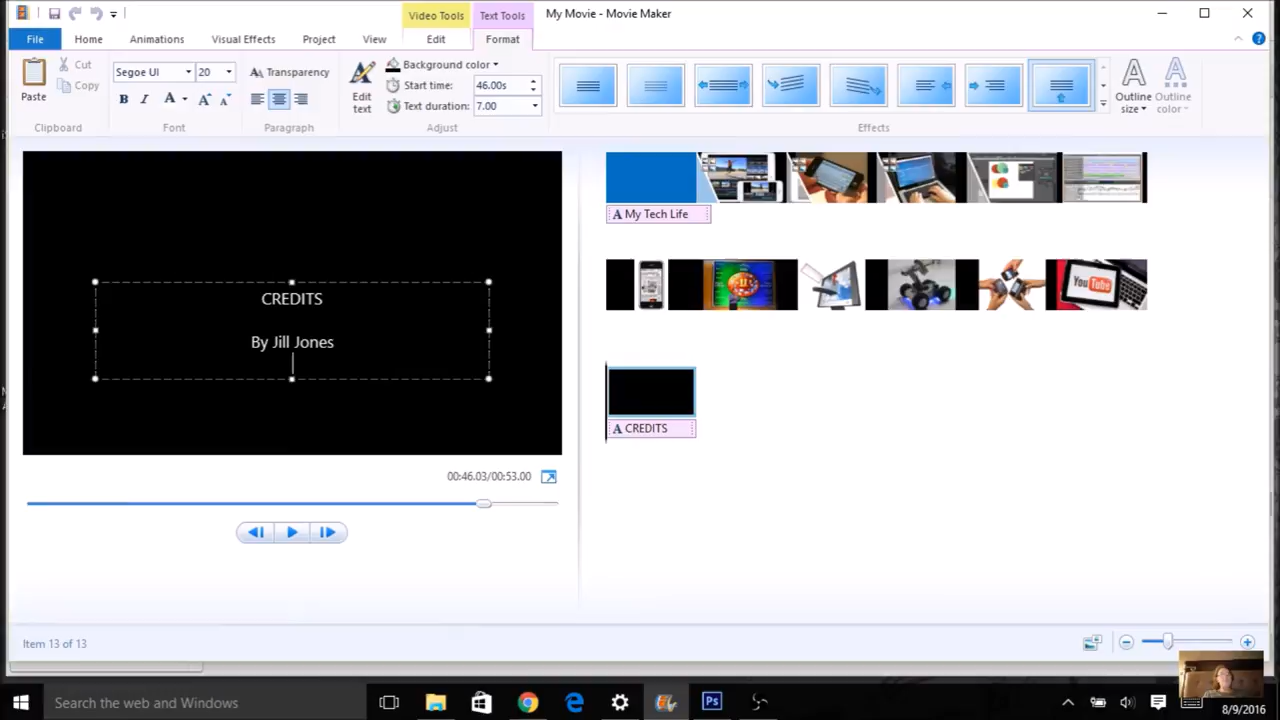 Video Tools
Text Tools
My Movie - Movie Maker
File
Home
Animations
Visual Effects
Project
View
Edit
Format
Paste
Cut
Copy
Clipboard
Segoe UI
20
B I A A A
Font
Transparency
Paragraph
Edit
text
Background color
Start time:
46.00s
Text duration:
7.00
Adjust
Effects
Outline
size
Outline
color
CREDITS
By Jill Jones
A My Tech Life
You Tube
A CREDITS
00:46.03/00:53.00
Item 13 of 13
Search the web and Windows
Ps
8/9/2016